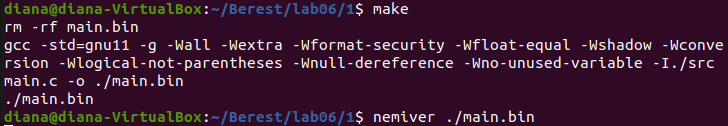 diana@diana-VirtualBox:~/Berest/lab06/1$ make
rm -rf main.bin
gcc -std=gnu11 -g -Wall -Wextra -Wformat-security -Wfloat-equal -Wshadow -Wconve
rsion -Wlogical-not-parentheses -Wnull-dereference -Wno-unused-variable -I./src
main.c -o ./main.bin
./main.bin
diana@diana-VirtualBox:~/Berest/lab06/1$ nemiver ./main.bin